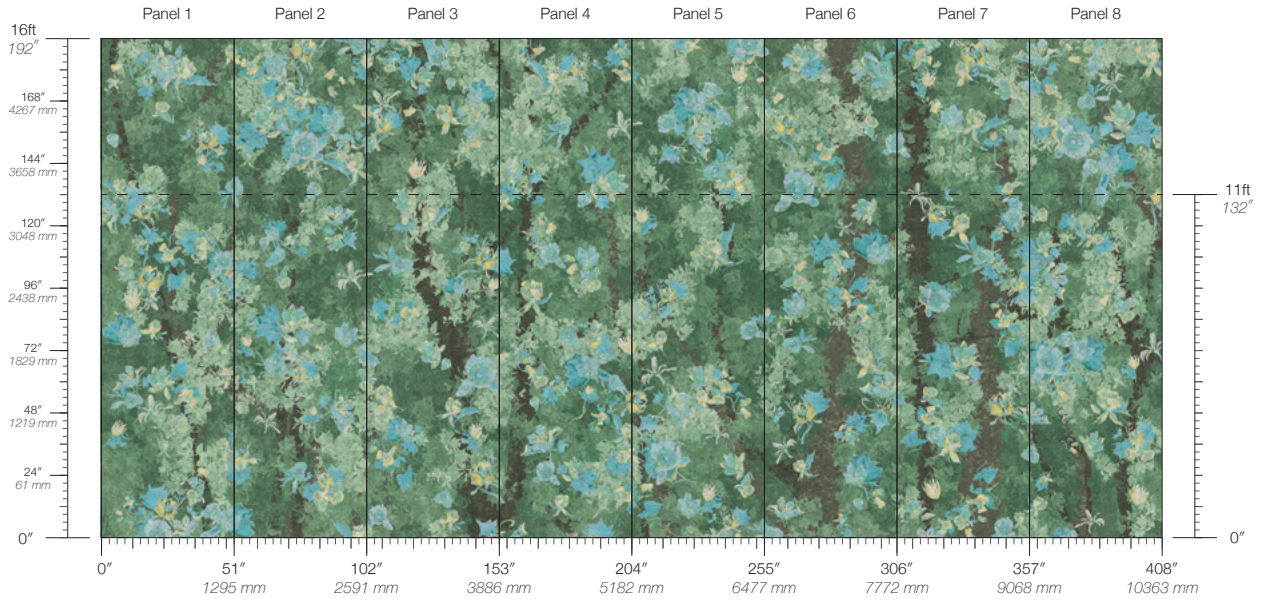 Panel 1 Panel 2 Panel 3 Panel 4 Panel 5 Panel 6 Panel 7 Panel 8
16ft
192″
168″
4267 mm
144″
3658 mm
11ft
132″
120″
3048 mm
96″
2438 mm
72″
1829 mm
48″
1219 mm
24″
61 mm
0″ 0″
0″ 51″ 102″ 153″ 204″ 255″ 306″ 357″ 408″
1295 mm 2591 mm 3886 mm 5182 mm 6477 mm 7772 mm 9068 mm 10363 mm